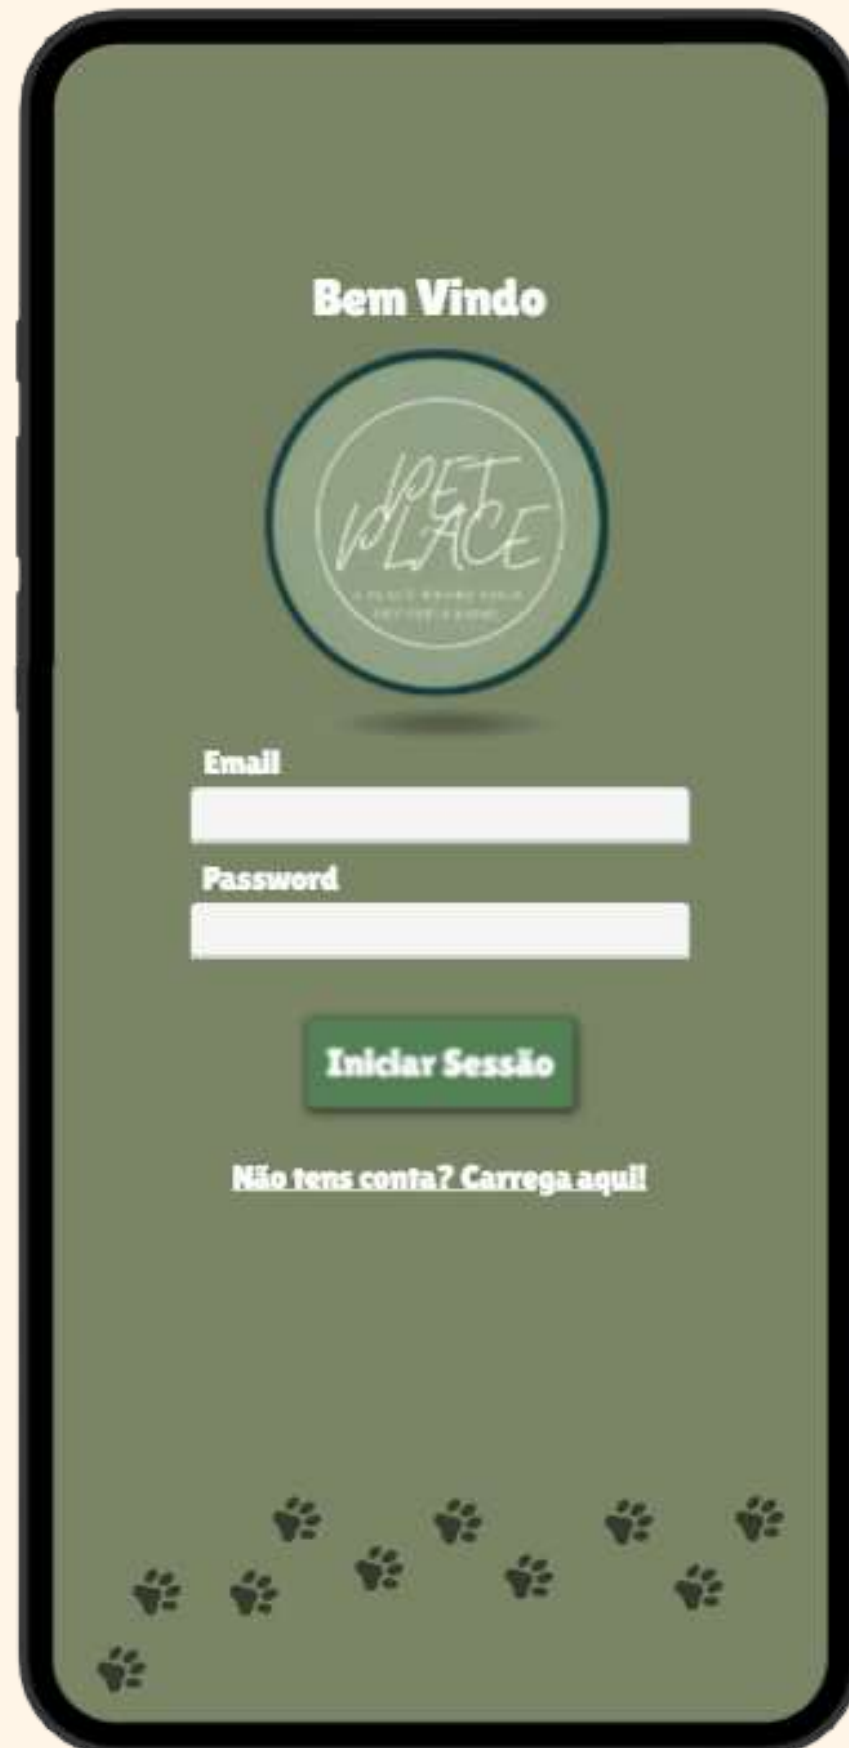 Bem Vindo
PET
PLACE
Email
Password
Iniciar Sessão
Não tens conta? Carrega aqui!